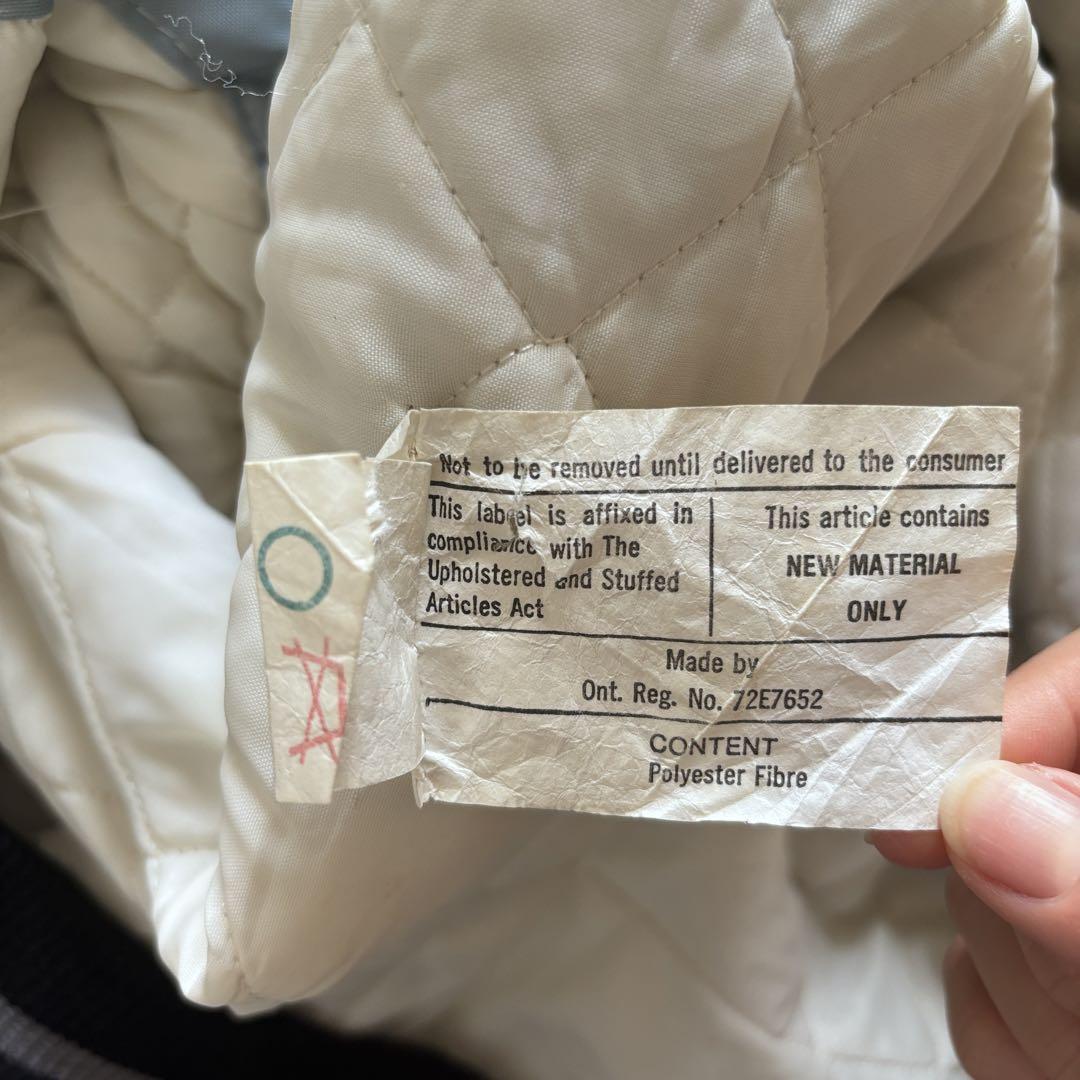 Not to be removed until delivered to the consumer
This label is affixed in
compliance with The
Upholstered and Stuffed
Articles Act
This article contains
NEW MATERIAL
ONLY
Made by
Ont. Reg. No. 72E7652
CONTENT
Polyester Fibre